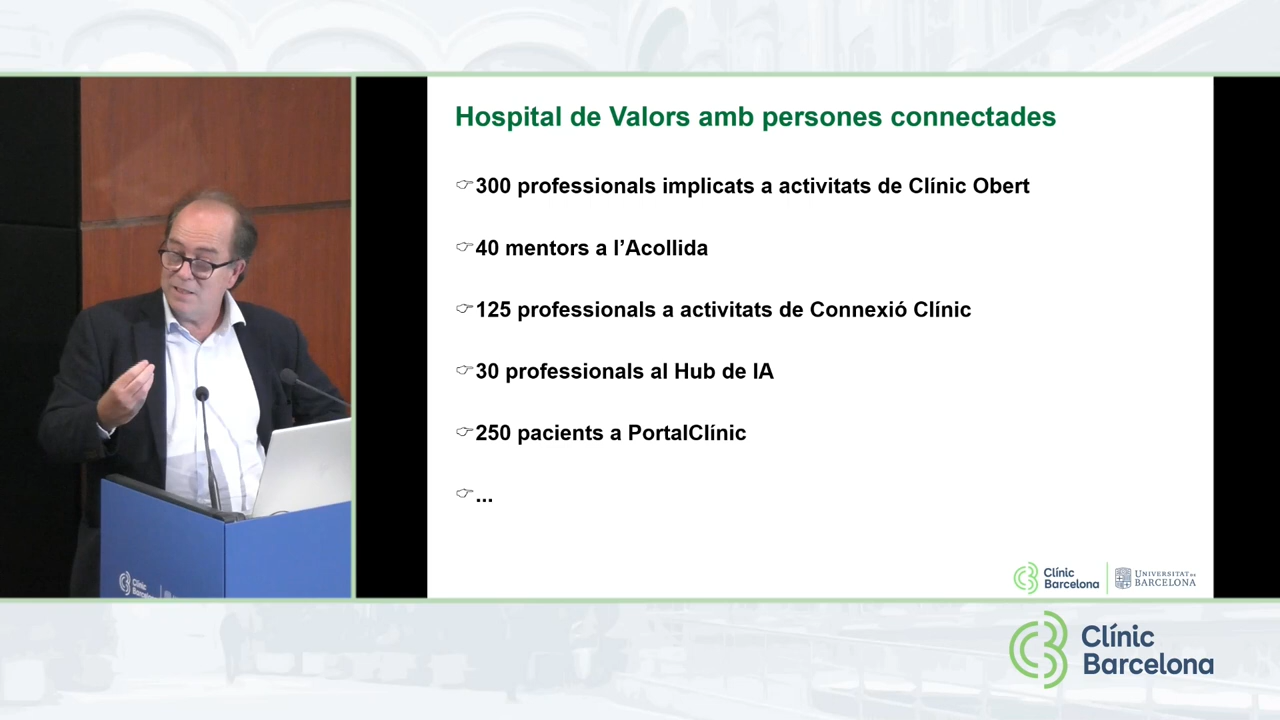 Hospital de Valors amb persones connectades
☞300 professionals implicats a activitats de Clínic Obert
☞40 mentors a l’Acollida
☞125 professionals a activitats de Connexió Clínic
☞30 professionals al Hub de IA
☞250 pacients a PortalClínic
☞...
Clínic
Barcelona
UNIVERSITAT DE
BARCELONA
Clínic
Barcelona
Clínic
Barcelona